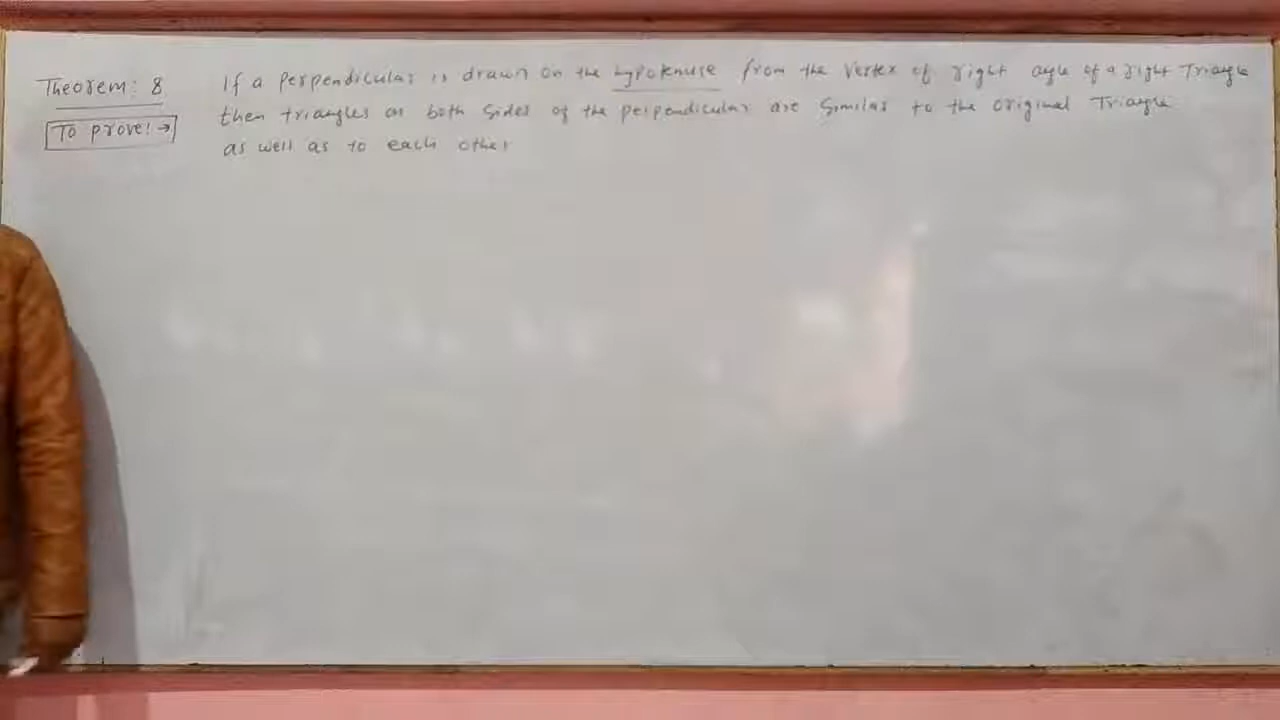 Theorem: 8 If a perpendicular is drawn on the hypotenuse from the vertex of right angle of a right Triangle
To prove:→ then triangles on both sides of the perpendicular are similar to the original Triangle
as well as to each other